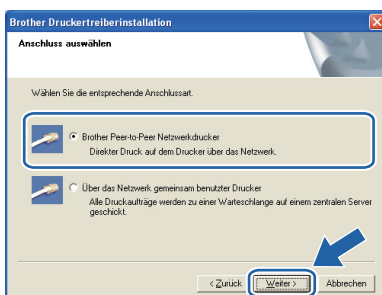 Brother Druckertreiberinstallation
Anschluss auswählen
Wählen Sie die entsprechende Anschlussart.
Brother Peer-to-Peer Netzwerkdrucker
Direkter Druck auf dem Drucker über das Netzwerk.
Über das Netzwerk gemeinsam benutzter Drucker
Alle Druckaufträge werden zu einer Warteschlange auf einem zentralen Server
geschickt.
< Zurück Weiter > Abbrechen